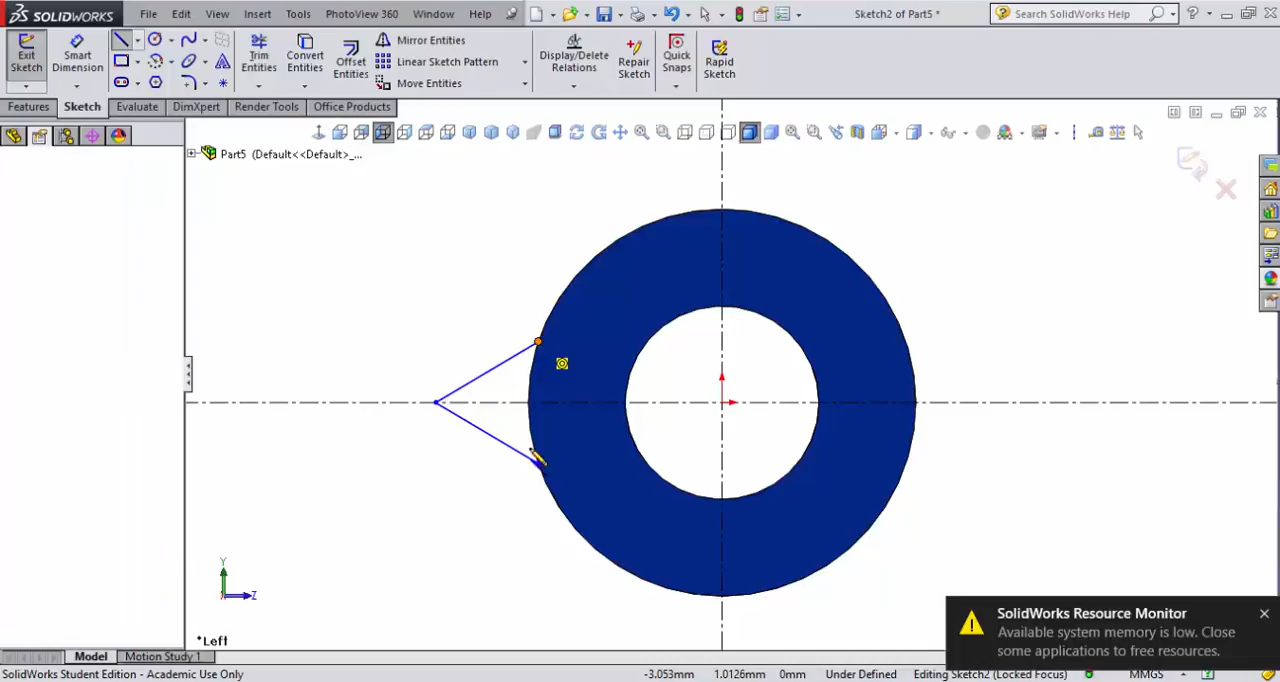 SOLIDWORKS File Edit View Insert Tools PhotoView 360 Window Help Sketch2 of Part5 * Search SolidWorks Help
Exit Sketch
Smart Dimension
Trim Entities
Convert Entities
Offset Entities
Mirror Entities
Linear Sketch Pattern
Move Entities
Display/Delete Relations
Repair Sketch
Quick Snaps
Rapid Sketch
Features Sketch Evaluate DimXpert Render Tools Office Products
Part5 (Default<<Default>_...
Y
Z
*Left
SolidWorks Resource Monitor
Available system memory is low. Close
some applications to free resources.
Model Motion Study 1
SolidWorks Student Edition - Academic Use Only -3.053mm 1.0126mm 0mm Under Defined Editing Sketch2 (Locked Focus) MMGS